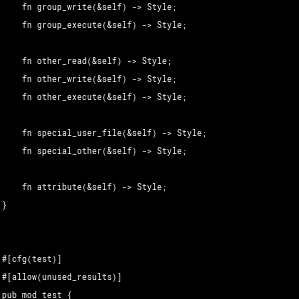 fn group_write(&self) -> Style;
fn group_execute(&self) -> Style;
fn other_read(&self) -> Style;
fn other_write(&self) -> Style;
fn other_execute(&self) -> Style;
fn special_user_file(&self) -> Style;
fn special_other(&self) -> Style;
fn attribute(&self) -> Style;
}
#[cfg(test)]
#[allow(unused_results)]
pub mod test {